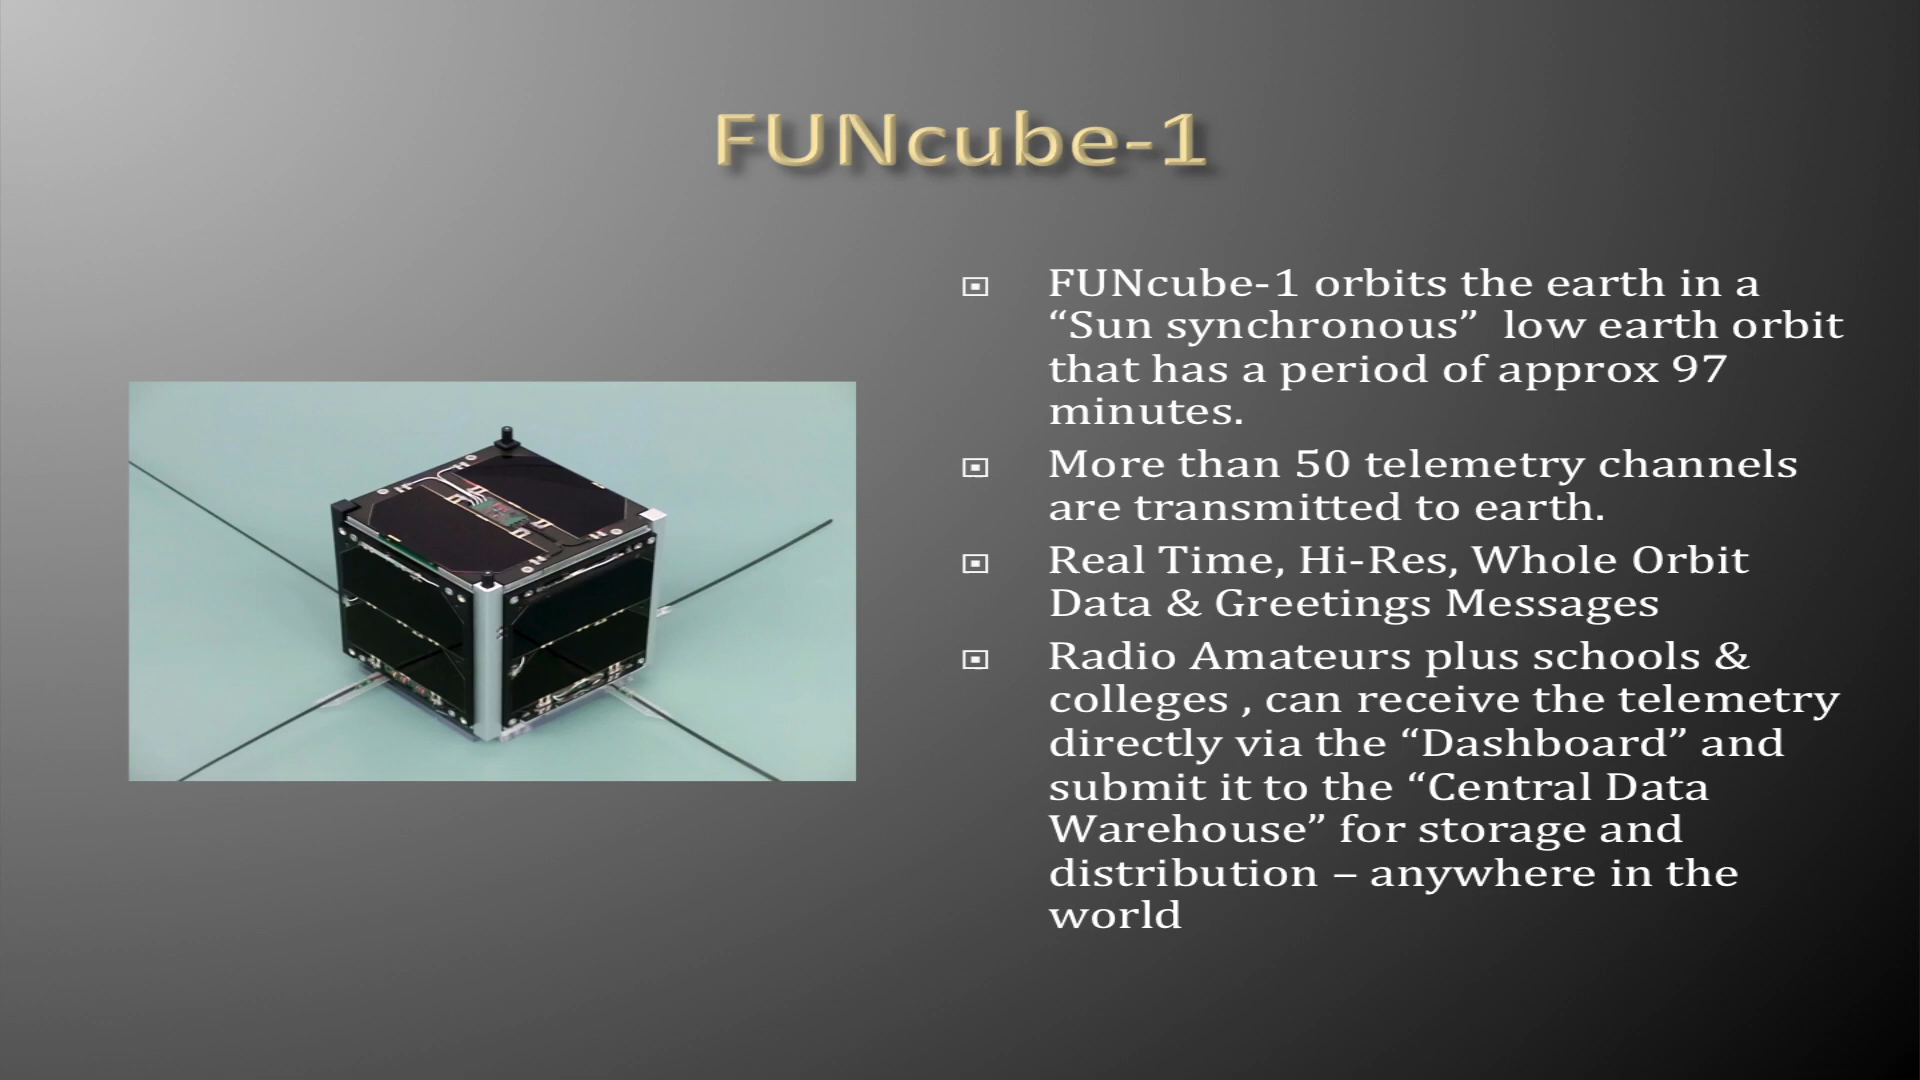 FUNcube-1
FUNcube-1 orbits the earth in a
“Sun synchronous”  low earth orbit
that has a period of approx 97
minutes.
More than 50 telemetry channels
are transmitted to earth.
Real Time, Hi-Res, Whole Orbit
Data & Greetings Messages
Radio Amateurs plus schools &
colleges , can receive the telemetry
directly via the “Dashboard” and
submit it to the “Central Data
Warehouse” for storage and
distribution – anywhere in the
world